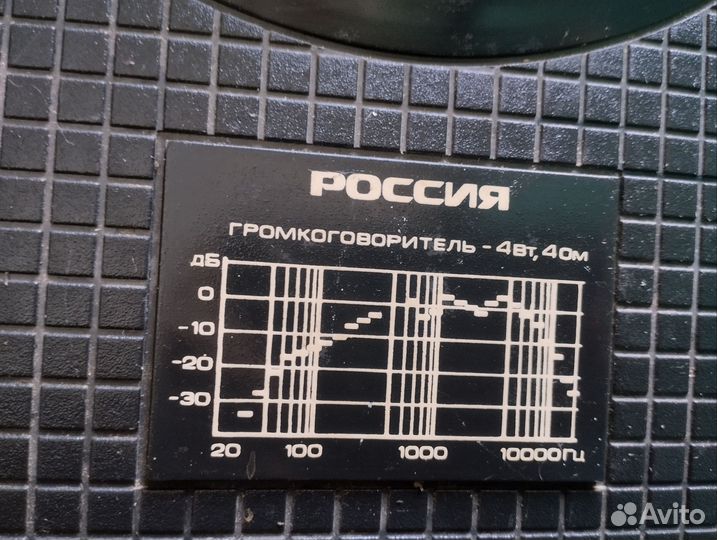 РОССИЯ
ГРОМКОГОВОРИТЕЛЬ - 4Вт, 4Ом
дБ
0
-10
-20
-30
20 100 1000 10000Гц
Avito